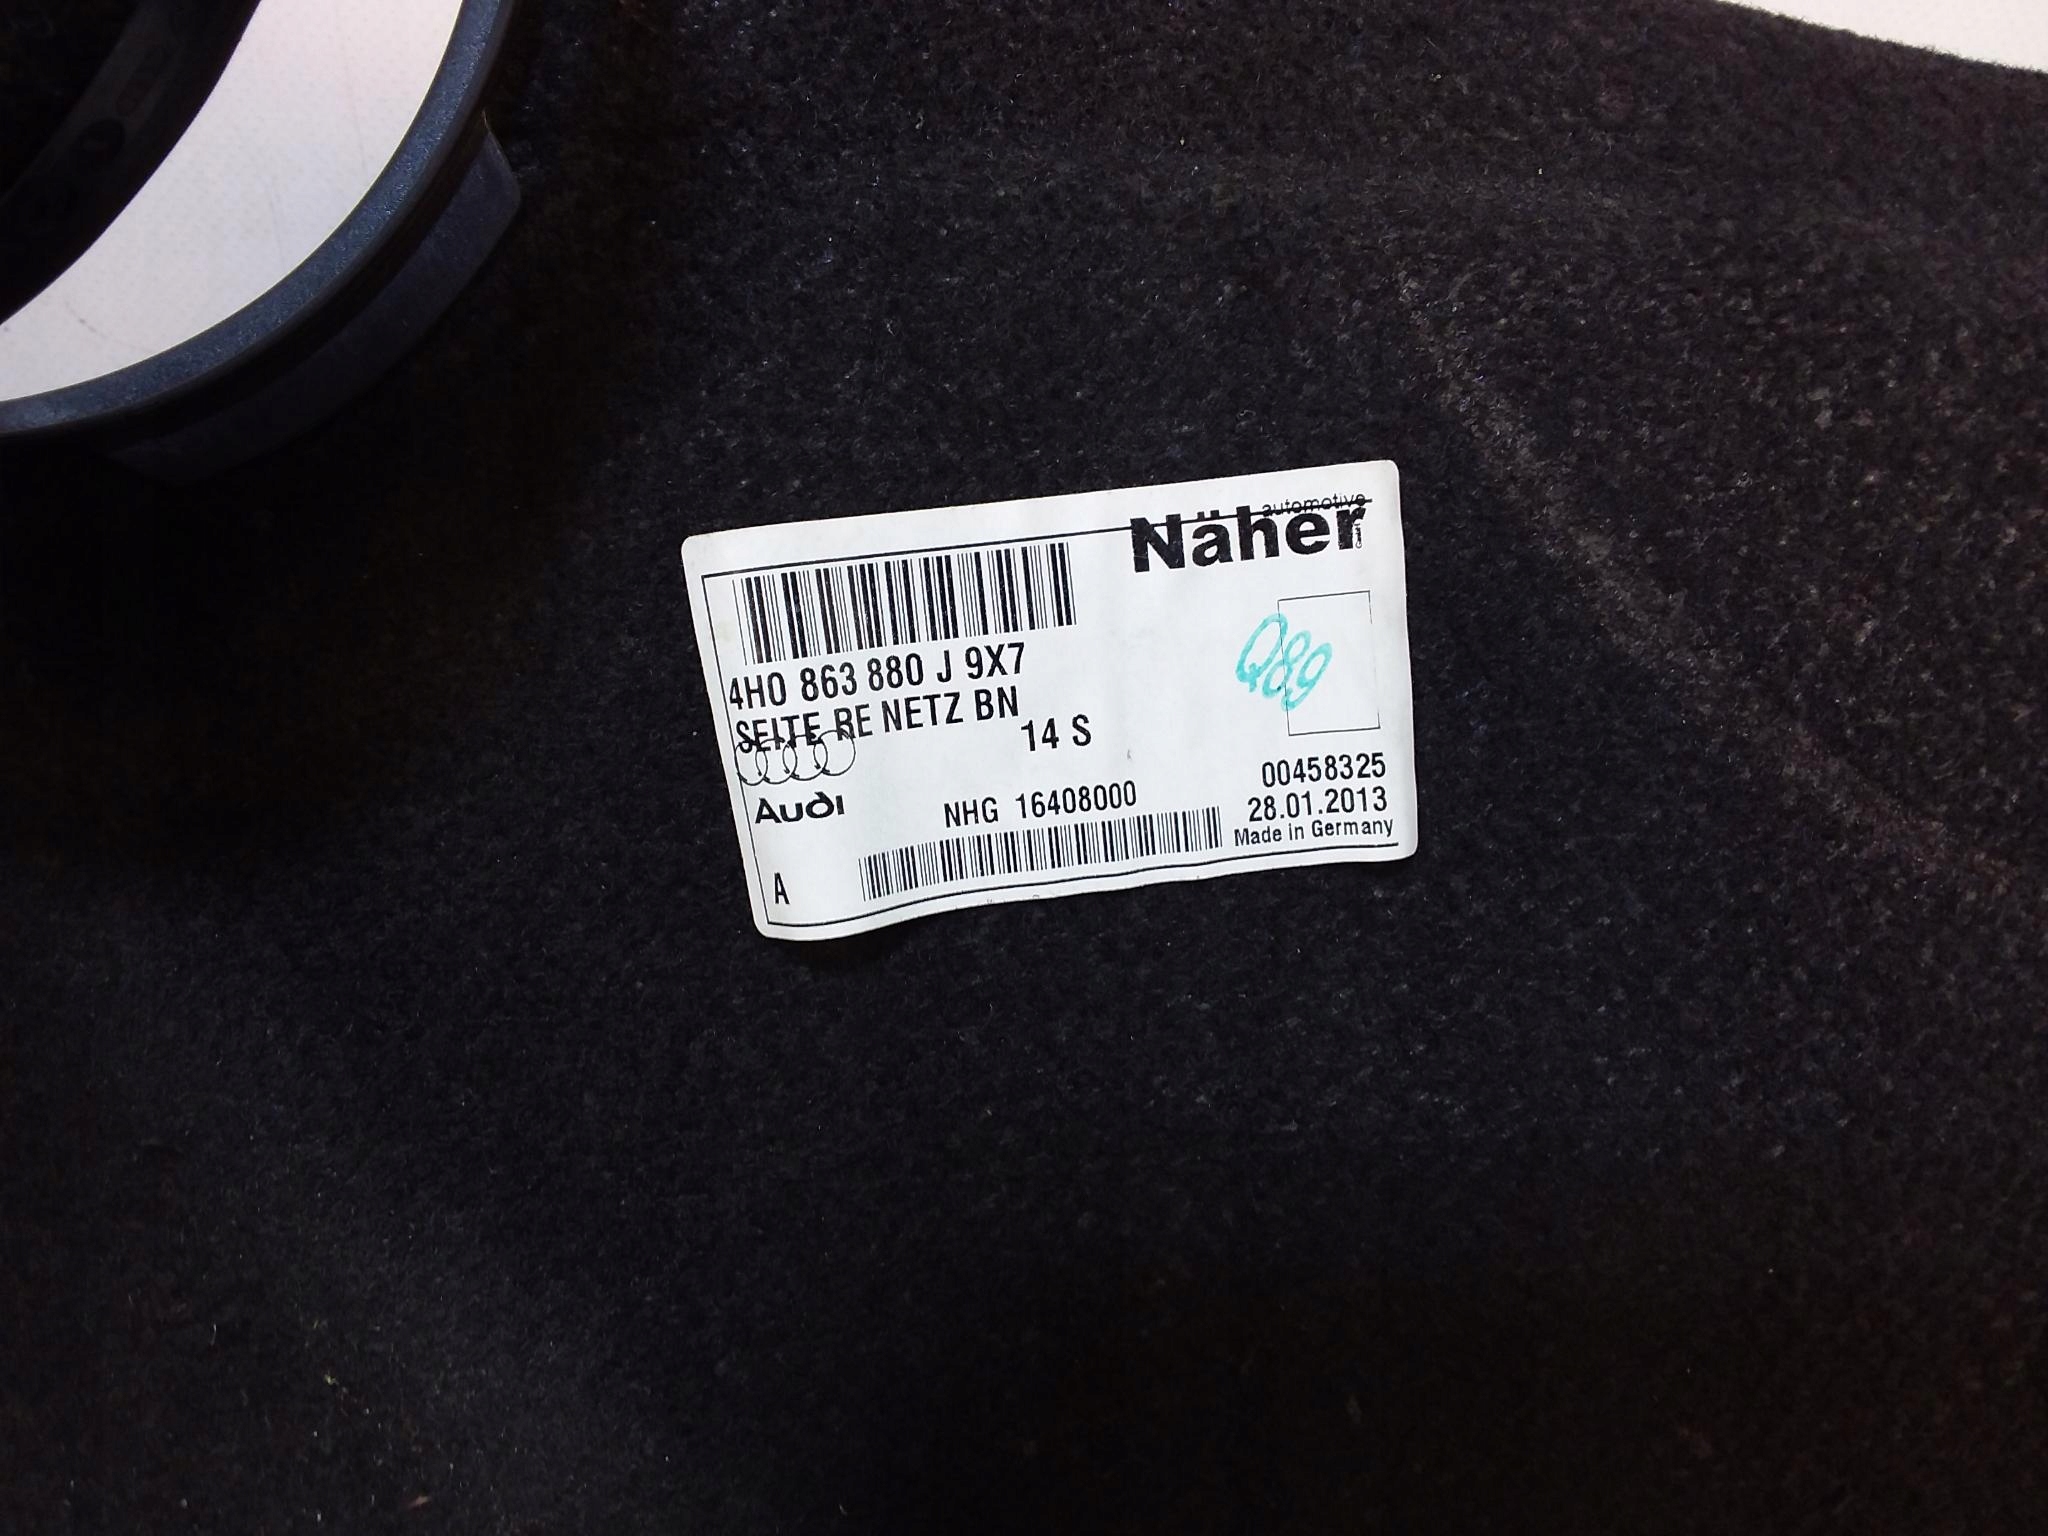 automotive
Näher
4H0 863 880 J 9X7
SEITE RE NETZ BN
14 S
Q89
Audi
NHG 16408000
00458325
28.01.2013
Made in Germany
A